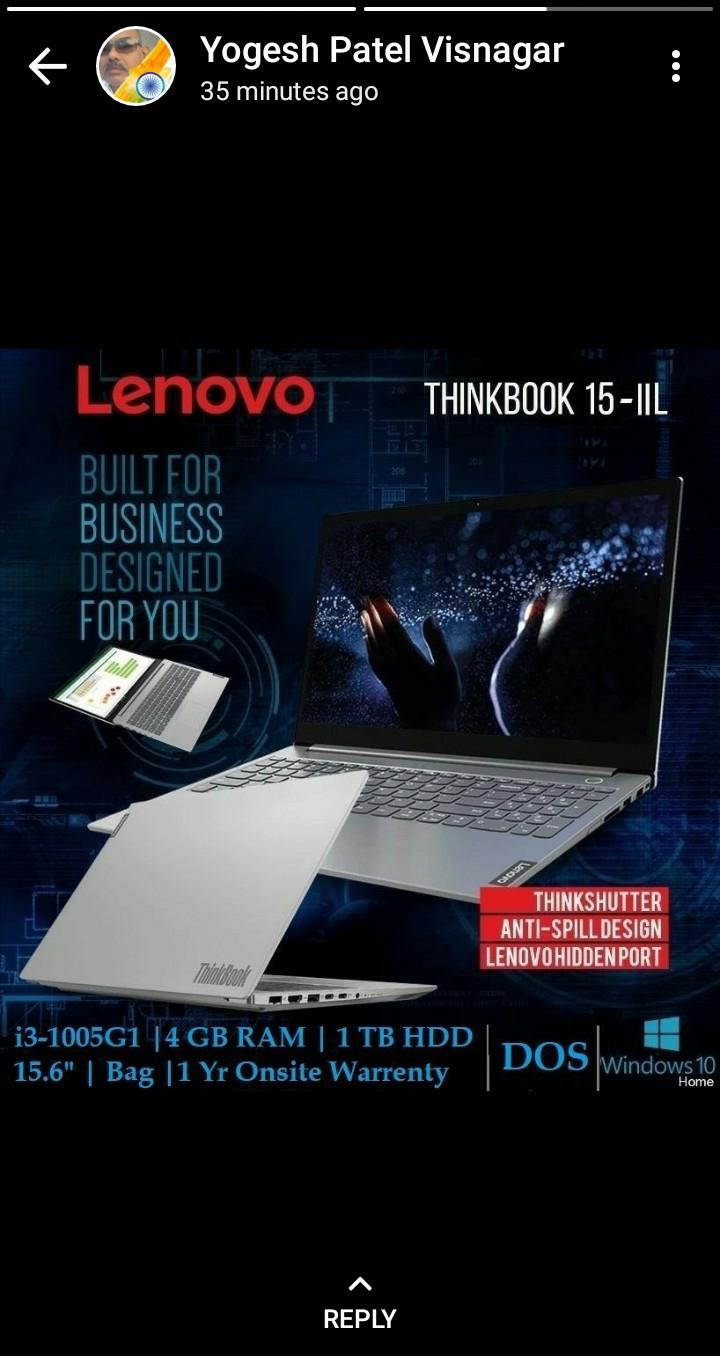 Yogesh Patel Visnagar
35 minutes ago
Lenovo
THINKBOOK 15-IIL
BUILT FOR
BUSINESS
DESIGNED
FOR YOU
Lenovo
THINKSHUTTER
ANTI-SPILL DESIGN
LENOVO HIDDEN PORT
ThinkBook
i3-1005G1 | 4 GB RAM | 1 TB HDD
15.6" | Bag | 1 Yr Onsite Warrenty
DOS
Windows 10
Home
REPLY